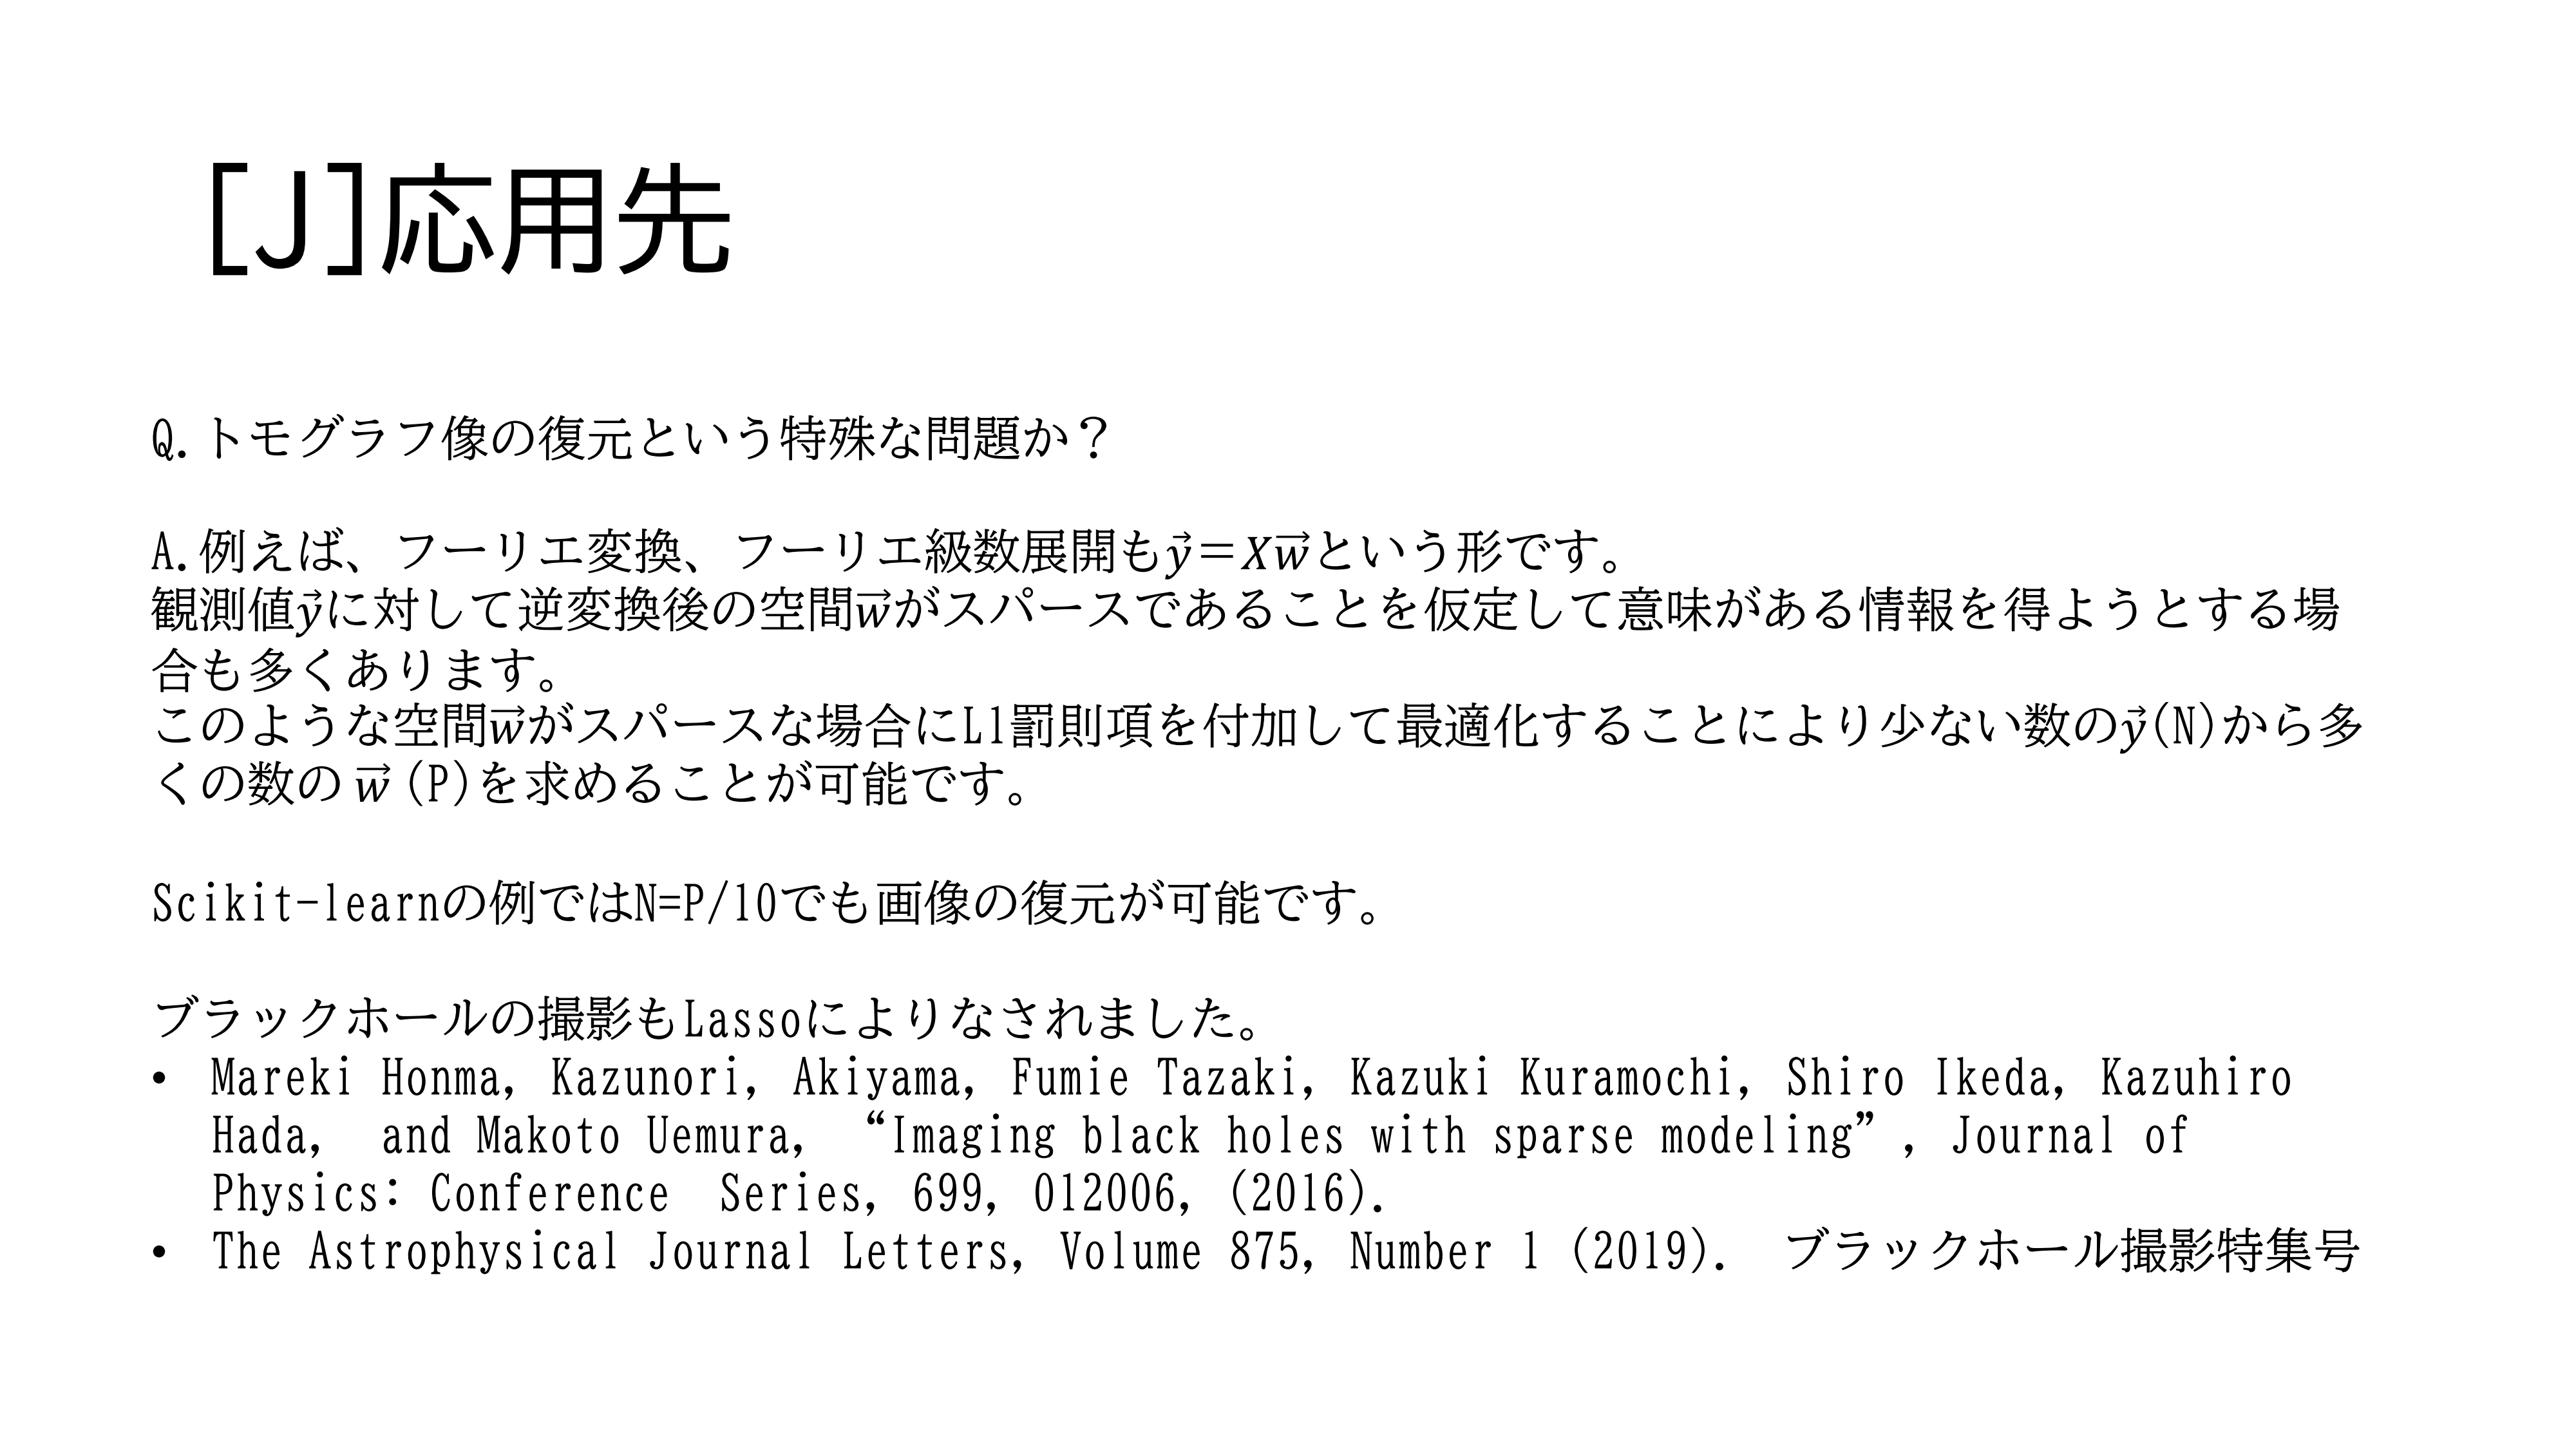 [J]応用先
Q.トモグラフ像の復元という特殊な問題か？
A.例えば、フーリエ変換、フーリエ級数展開も$\vec{y}=X\vec{w}$という形です。
観測値$\vec{y}$に対して逆変換後の空間$\vec{w}$がスパースであることを仮定して意味がある情報を得ようとする場
合も多くあります。
このような空間$\vec{w}$がスパースな場合にL1罰則項を付加して最適化することにより少ない数の$\vec{y}$(N)から多
くの数の $\vec{w}$ (P)を求めることが可能です。
Scikit-learnの例ではN=P/10でも画像の復元が可能です。
ブラックホールの撮影もLassoによりなされました。
• Mareki Honma, Kazunori, Akiyama, Fumie Tazaki, Kazuki Kuramochi, Shiro Ikeda, Kazuhiro
Hada,  and Makoto Uemura,  “Imaging black holes with sparse modeling”, Journal of
Physics: Conference  Series, 699, 012006, (2016).
• The Astrophysical Journal Letters, Volume 875, Number 1 (2019).  ブラックホール撮影特集号